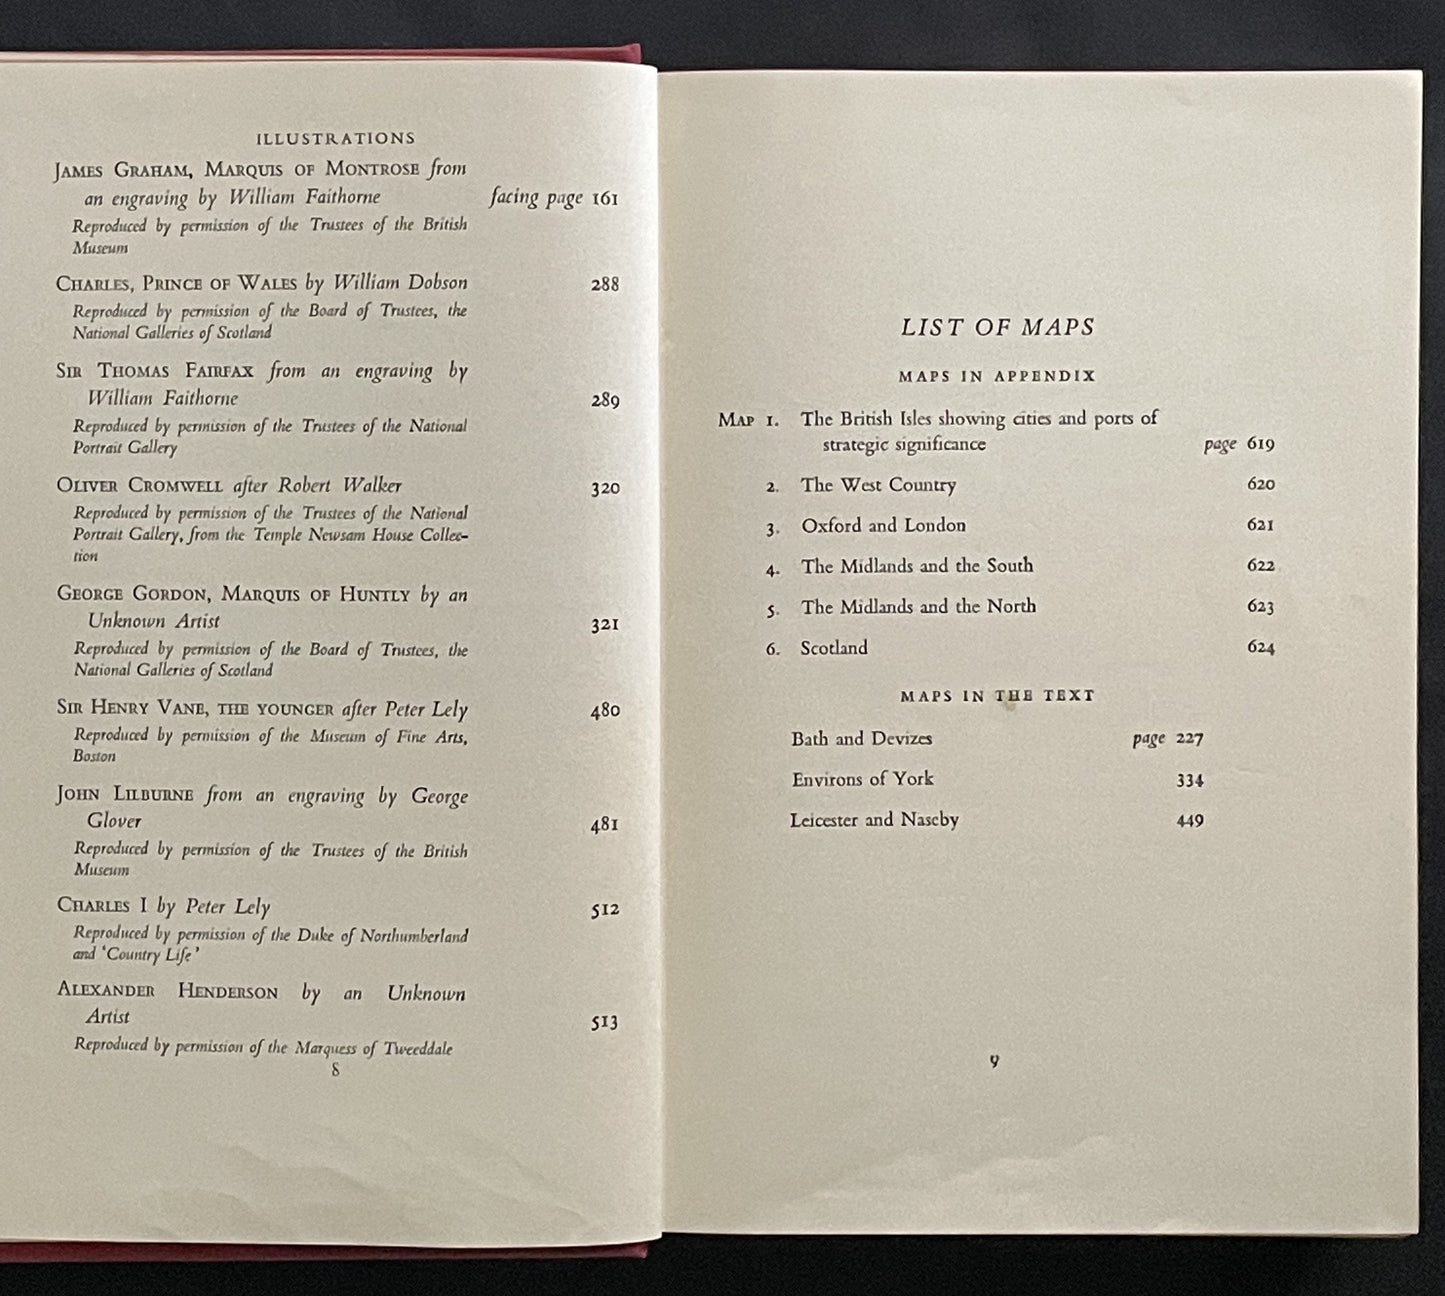 ILLUSTRATIONS
JAMES GRAHAM, MARQUIS OF MONTROSE from
an engraving by William Faithorne facing page 161
Reproduced by permission of the Trustees of the British
Museum
CHARLES, PRINCE OF WALES by William Dobson 288
Reproduced by permission of the Board of Trustees, the
National Galleries of Scotland
SIR THOMAS FAIRFAX from an engraving by
William Faithorne 289
Reproduced by permission of the Trustees of the National
Portrait Gallery
OLIVER CROMWELL after Robert Walker 320
Reproduced by permission of the Trustees of the National
Portrait Gallery, from the Temple Newsam House Collec-
tion
GEORGE GORDON, MARQUIS OF HUNTLY by an
Unknown Artist 321
Reproduced by permission of the Board of Trustees, the
National Galleries of Scotland
SIR HENRY VANE, THE YOUNGER after Peter Lely 480
Reproduced by permission of the Museum of Fine Arts,
Boston
JOHN LILBURNE from an engraving by George
Glover 481
Reproduced by permission of the Trustees of the British
Museum
CHARLES I by Peter Lely 512
Reproduced by permission of the Duke of Northumberland
and 'Country Life'
ALEXANDER HENDERSON by an Unknown
Artist 513
Reproduced by permission of the Marquess of Tweeddale
8
LIST OF MAPS
MAPS IN APPENDIX
MAP 1. The British Isles showing cities and ports of
strategic significance page 619
2. The West Country 620
3. Oxford and London 621
4. The Midlands and the South 622
5. The Midlands and the North 623
6. Scotland 624
MAPS IN THE TEXT
Bath and Devizes page 227
Environs of York 334
Leicester and Naseby 449
9